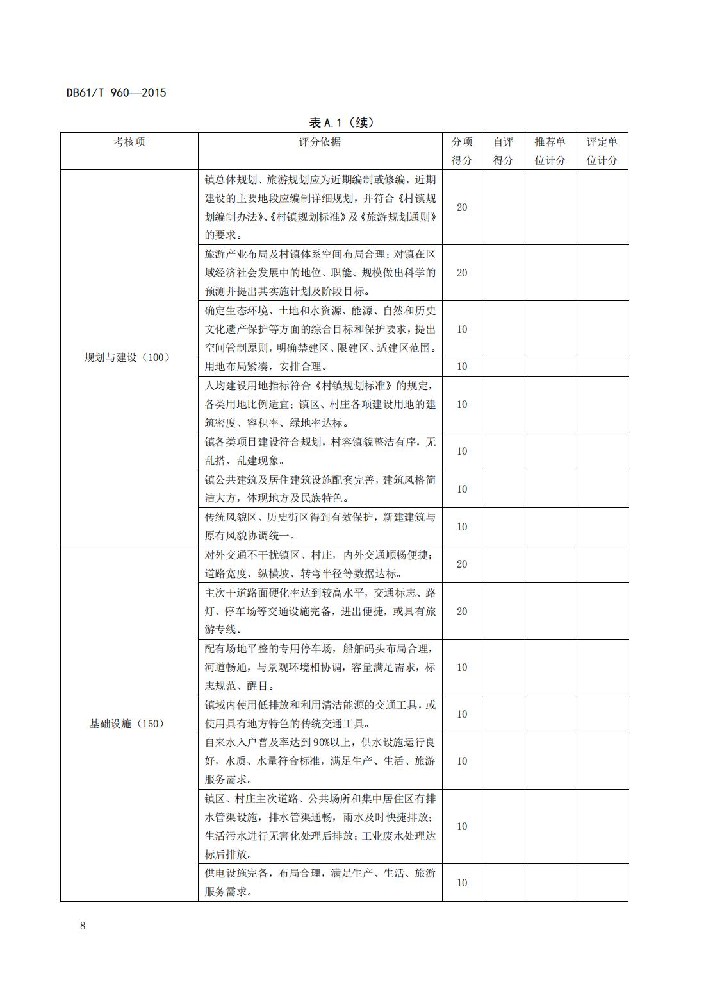 DB61/T 960—2015
表 A.1（续）
考核项
评分依据
分项
得分
自评
得分
推荐单
位计分
评定单
位计分
规划与建设（100）
镇总体规划、旅游规划应为近期编制或修编，近期
建设的主要地段应编制详细规划，并符合《村镇规
划编制办法》、《村镇规划标准》及《旅游规划通则》
的要求。
20
旅游产业布局及村镇体系空间布局合理；对镇在区
域经济社会发展中的地位、职能、规模做出科学的
预测并提出其实施计划及阶段目标。
20
确定生态环境、土地和水资源、能源、自然和历史
文化遗产保护等方面的综合目标和保护要求，提出
空间管制原则，明确禁建区、限建区、适建区范围。
10
用地布局紧凑，安排合理。
10
人均建设用地指标符合《村镇规划标准》的规定，
各类用地比例适宜；镇区、村庄各项建设用地的建
筑密度、容积率、绿地率达标。
10
镇各类项目建设符合规划，村容镇貌整洁有序，无
乱搭、乱建现象。
10
镇公共建筑及居住建筑设施配套完善，建筑风格简
洁大方，体现地方及民族特色。
10
传统风貌区、历史街区得到有效保护，新建建筑与
原有风貌协调统一。
10
基础设施（150）
对外交通不干扰镇区、村庄，内外交通顺畅便捷；
道路宽度、纵横坡、转弯半径等数据达标。
20
主次干道路面硬化率达到较高水平，交通标志、路
灯、停车场等交通设施完备，进出便捷，或具有旅
游专线。
20
配有场地平整的专用停车场，船舶码头布局合理，
河道畅通，与景观环境相协调，容量满足需求，标
志规范、醒目。
10
镇域内使用低排放和利用清洁能源的交通工具，或
使用具有地方特色的传统交通工具。
10
自来水入户普及率达到 90%以上，供水设施运行良
好，水质、水量符合标准，满足生产、生活、旅游
服务需求。
10
镇区、村庄主次道路、公共场所和集中居住区有排
水管渠设施，排水管渠通畅，雨水及时快捷排放；
生活污水进行无害化处理后排放；工业废水处理达
标后排放。
10
供电设施完备，布局合理，满足生产、生活、旅游
服务需求。
10
8